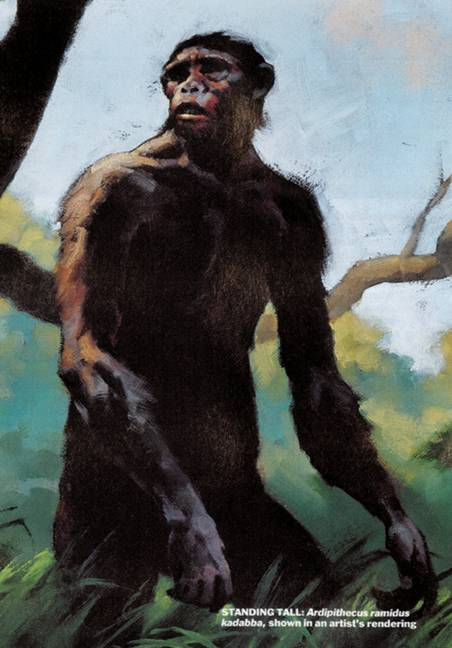 STANDING TALL: Ardipithecus ramidus
kadabba, shown in an artist's rendering